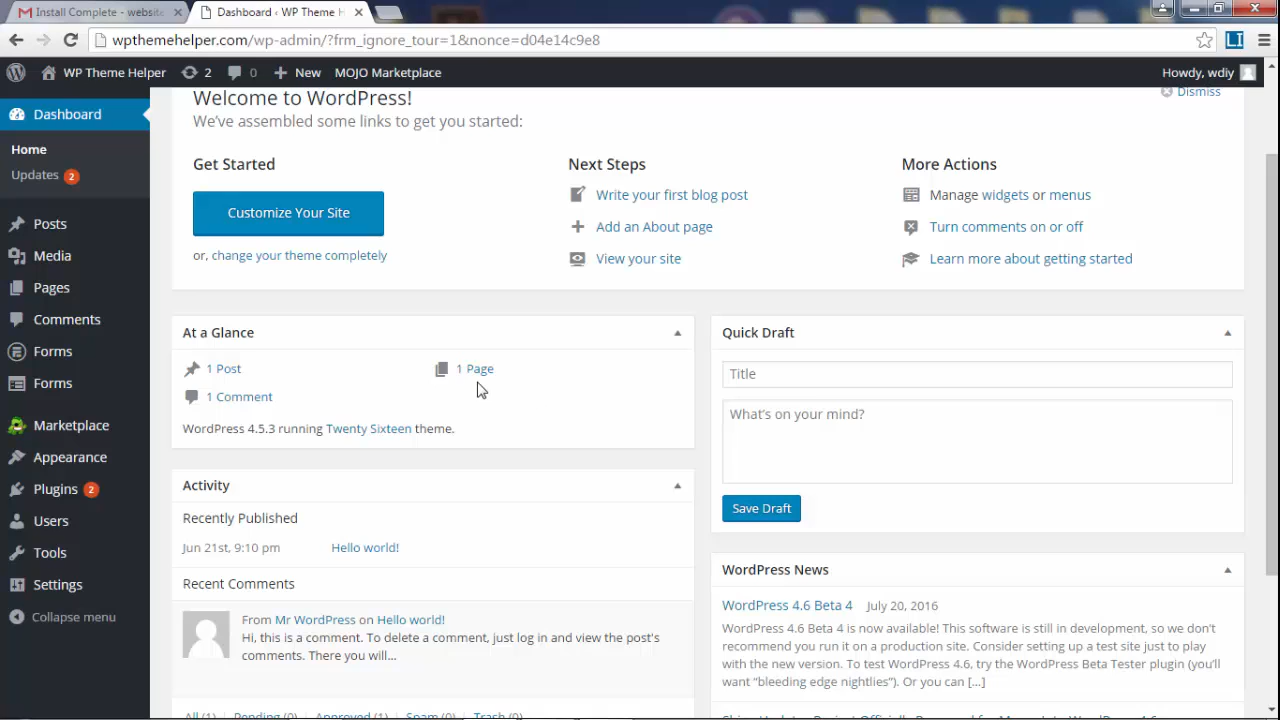 Install Complete - website
Dashboard ‹ WP Theme H
wpthemehelper.com/wp-admin/?frm_ignore_tour=1&nonce=d04e14c9e8
WP Theme Helper 2 0 New MOJO Marketplace Howdy, wdiy
Dashboard
Home
Updates 2
Posts
Media
Pages
Comments
Forms
Forms
Marketplace
Appearance
Plugins 2
Users
Tools
Settings
Collapse menu
Welcome to WordPress!
Dismiss
We've assembled some links to get you started:
Get Started
Customize Your Site
or, change your theme completely
Next Steps
Write your first blog post
Add an About page
View your site
More Actions
Manage widgets or menus
Turn comments on or off
Learn more about getting started
At a Glance
1 Post
1 Page
1 Comment
WordPress 4.5.3 running Twenty Sixteen theme.
Activity
Recently Published
Jun 21st, 9:10 pm Hello world!
Recent Comments
From Mr WordPress on Hello world!
Hi, this is a comment. To delete a comment, just log in and view the post's
comments. There you will...
All (1) Pending (0) Approved (1) Spam (0) Trash (0)
Quick Draft
Title
What's on your mind?
Save Draft
WordPress News
WordPress 4.6 Beta 4 July 20, 2016
WordPress 4.6 Beta 4 is now available! This software is still in development, so we don't
recommend you run it on a production site. Consider setting up a test site just to play
with the new version. To test WordPress 4.6, try the WordPress Beta Tester plugin (you'll
want "bleeding edge nightlies"). Or you can [...]